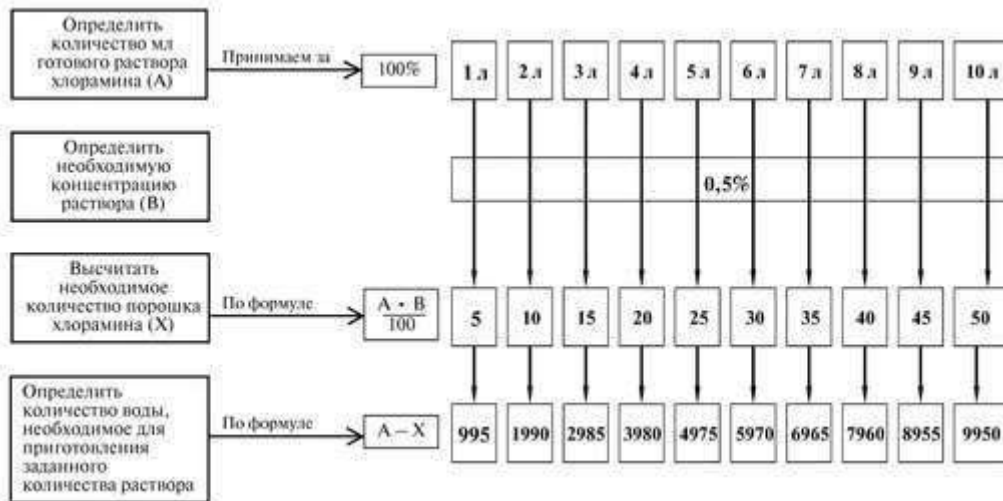 Определить
количество мл
готового раствора
хлорамина (А)
Принимаем за
100%
1 л 2 л 3 л 4 л 5 л 6 л 7 л 8 л 9 л 10 л
Определить
необходимую
концентрацию
раствора (В)
0,5%
Высчитать
необходимое
количество порошка
хлорамина (Х)
По формуле
А • В
100
5 10 15 20 25 30 35 40 45 50
Определить
количество воды,
необходимое для
приготовления
заданного
количества раствора
По формуле
А – Х
995 1990 2985 3980 4975 5970 6965 7960 8955 9950